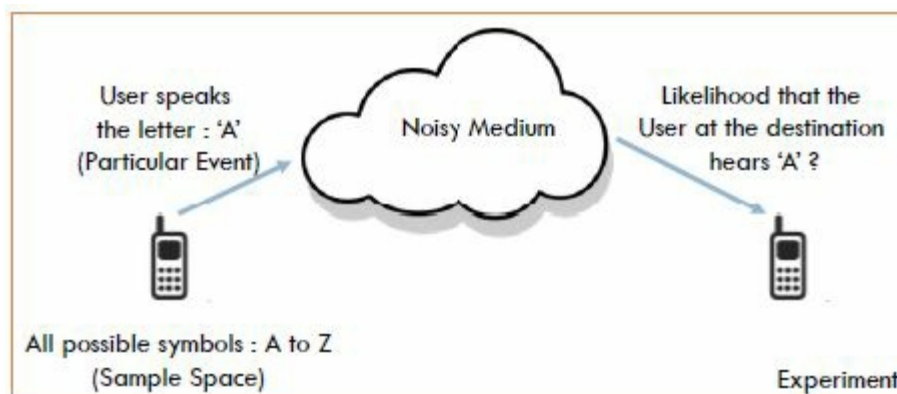 User speaks
the letter : 'A'
(Particular Event)
Noisy Medium
Likelihood that the
User at the destination
hears 'A' ?
All possible symbols : A to Z
(Sample Space)
Experiment